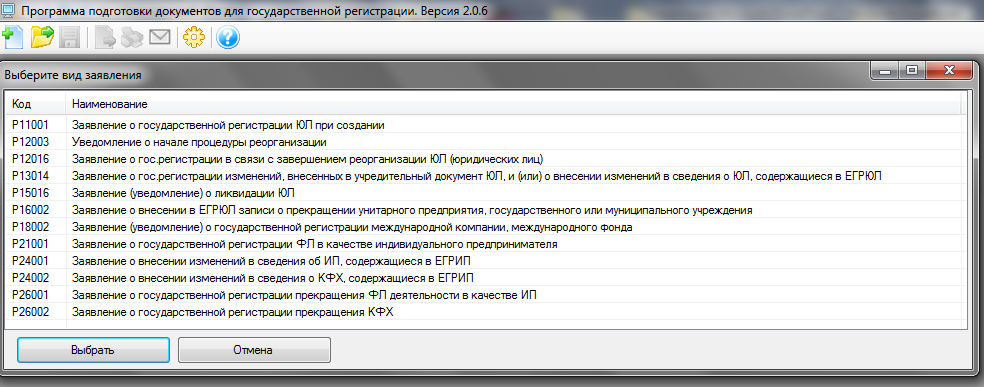 Программа подготовки документов для государственной регистрации. Версия 2.0.6
Выберите вид заявления
Код Наименование
Р11001 Заявление о государственной регистрации ЮЛ при создании
Р12003 Уведомление о начале процедуры реорганизации
Р12016 Заявление о гос.регистрации в связи с завершением реорганизации ЮЛ (юридических лиц)
Р13014 Заявление о гос.регистрации изменений, внесенных в учредительный документ ЮЛ, и (или) о внесении изменений в сведения о ЮЛ, содержащиеся в ЕГРЮЛ
Р15016 Заявление (уведомление) о ликвидации ЮЛ
Р16002 Заявление о внесении в ЕГРЮЛ записи о прекращении унитарного предприятия, государственного или муниципального учреждения
Р18002 Заявление (уведомление) о государственной регистрации международной компании, международного фонда
Р21001 Заявление о государственной регистрации ФЛ в качестве индивидуального предпринимателя
Р24001 Заявление о внесении изменений в сведения об ИП, содержащиеся в ЕГРИП
Р24002 Заявление о внесении изменений в сведения о КФХ, содержащиеся в ЕГРИП
Р26001 Заявление о государственной регистрации прекращения ФЛ деятельности в качестве ИП
Р26002 Заявление о государственной регистрации прекращения КФХ
Выбрать Отмена